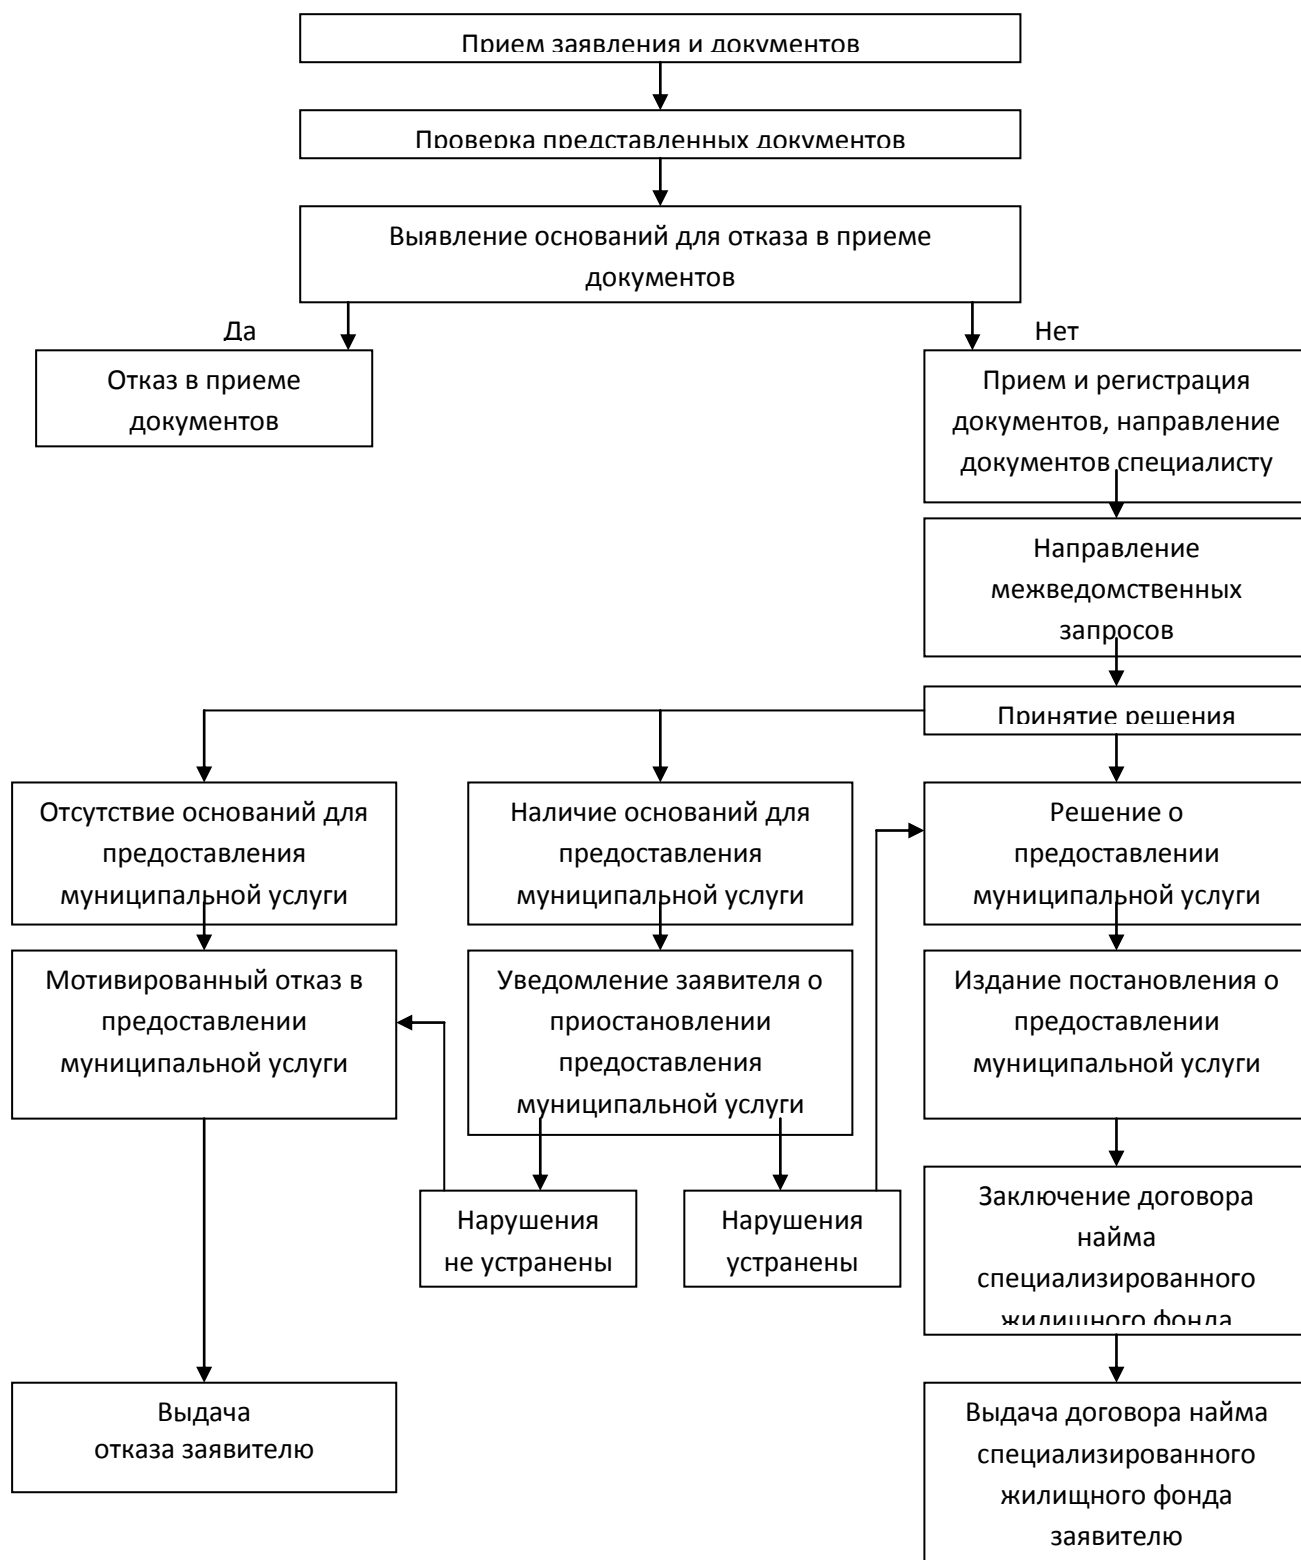 Прием заявления и документов
Проверка представленных документов
Выявление оснований для отказа в приеме
документов
Да
Нет
Отказ в приеме
документов
Прием и регистрация
документов, направление
документов специалисту
Направление
межведомственных
запросов
Принятие решения
Отсутствие оснований для
предоставления
муниципальной услуги
Наличие оснований для
предоставления
муниципальной услуги
Решение о
предоставлении
муниципальной услуги
Мотивированный отказ в
предоставлении
муниципальной услуги
Уведомление заявителя о
приостановлении
предоставления
муниципальной услуги
Издание постановления о
предоставлении
муниципальной услуги
Нарушения
не устранены
Нарушения
устранены
Заключение договора
найма
специализированного
жилищного фонда
Выдача
отказа заявителю
Выдача договора найма
специализированного
жилищного фонда
заявителю